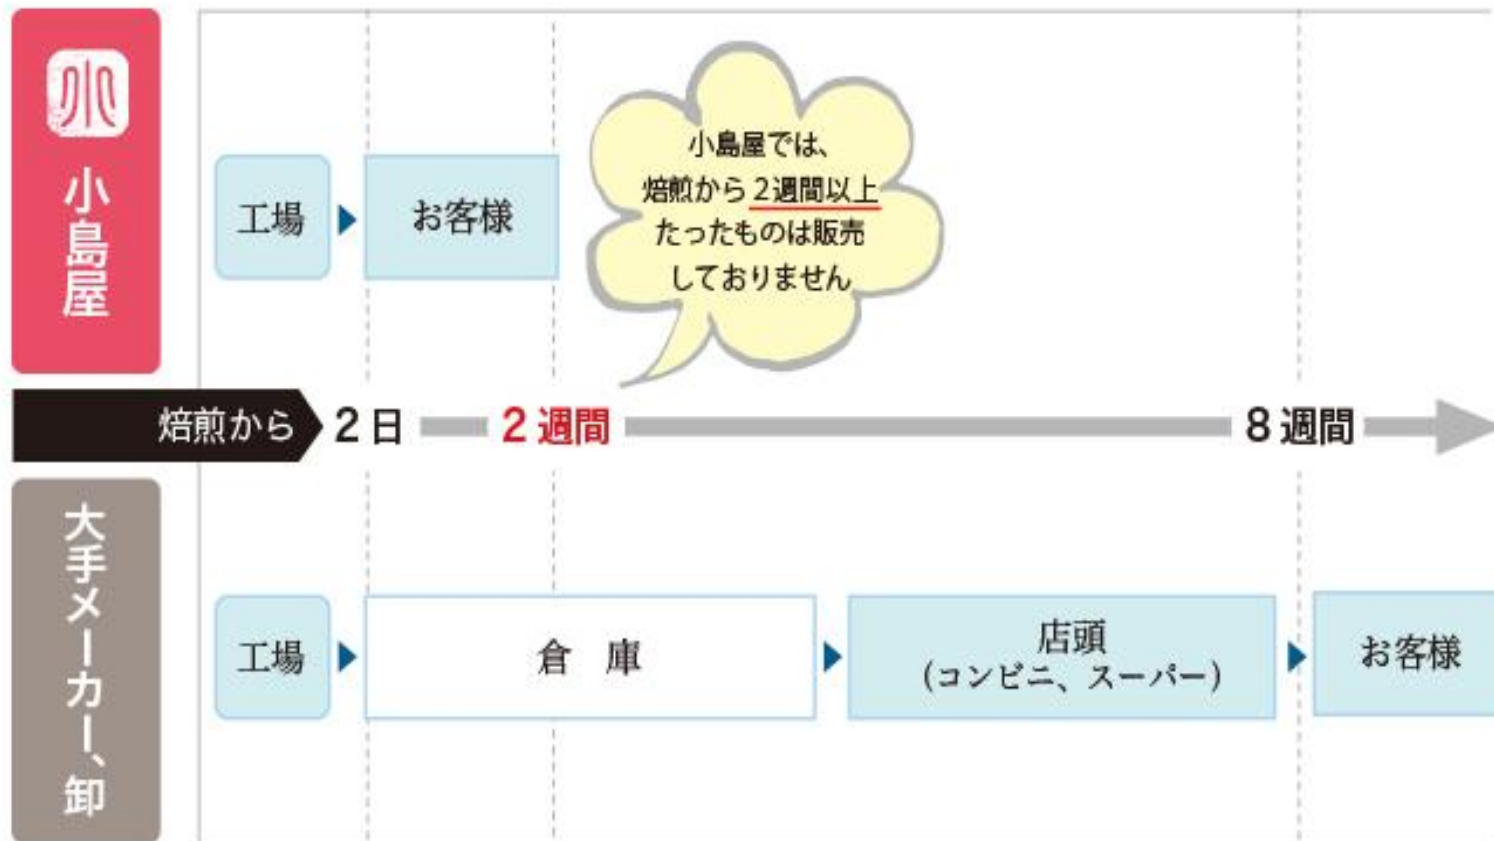 小
小島屋
工場
お客様
小島屋では、
焙煎から2週間以上
たったものは販売
しておりません
焙煎から
2日
2週間
8週間
大手メーカー、卸
工場
倉庫
店頭
(コンビニ、スーパー)
お客様